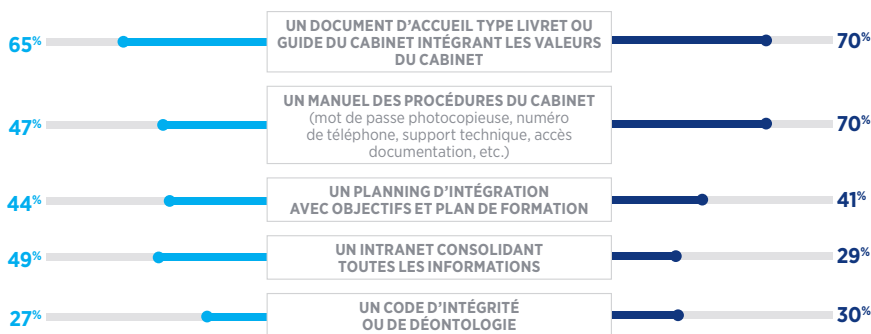 UN DOCUMENT D'ACCUEIL TYPE LIVRET OU
65% GUIDE DU CABINET INTÉGRANT LES VALEURS 70%
DU CABINET
UN MANUEL DES PROCÉDURES DU CABINET
(mot de passe photocopieuse, numéro
47% de téléphone, support technique, accès 70%
documentation, etc.)
UN PLANNING D'INTÉGRATION
44% AVEC OBJECTIFS ET PLAN DE FORMATION 41%
UN INTRANET CONSOLIDANT
49% TOUTES LES INFORMATIONS 29%
UN CODE D'INTÉGRITÉ
27% OU DE DÉONTOLOGIE 30%